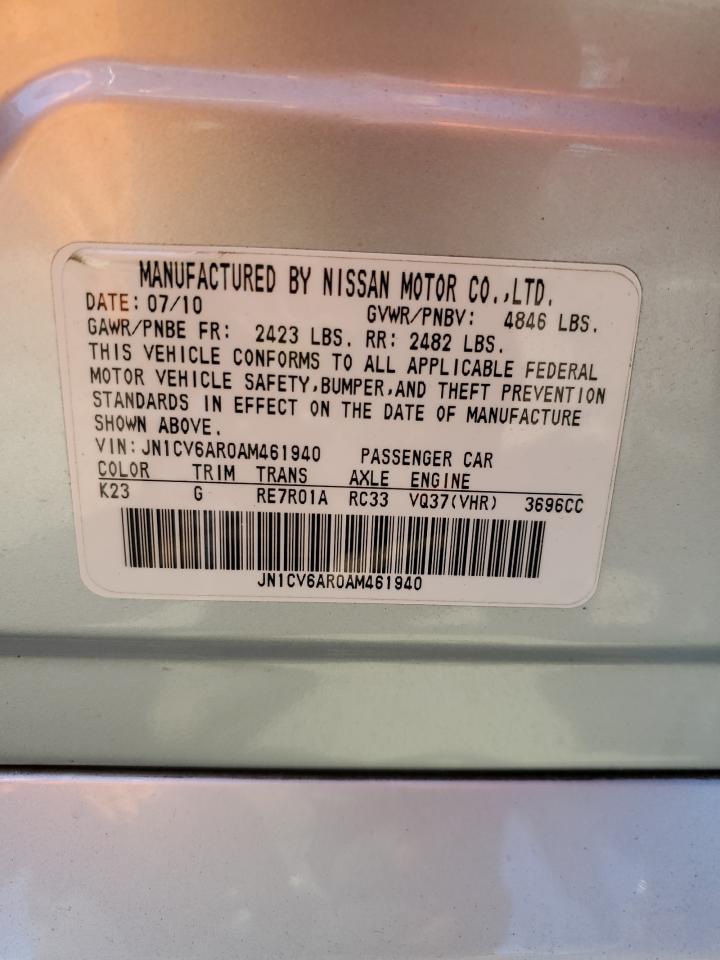 MANUFACTURED BY NISSAN MOTOR CO.,LTD.
DATE: 07/10 GVWR/PNBV: 4846 LBS.
GAWR/PNBE FR: 2423 LBS. RR: 2482 LBS.
THIS VEHICLE CONFORMS TO ALL APPLICABLE FEDERAL
MOTOR VEHICLE SAFETY,BUMPER,AND THEFT PREVENTION
STANDARDS IN EFFECT ON THE DATE OF MANUFACTURE
SHOWN ABOVE.
VIN:JN1CV6AR0AM461940 PASSENGER CAR
COLOR TRIM TRANS AXLE ENGINE
K23 G RE7R01A RC33 VQ37(VHR) 3696CC
JN1CV6AR0AM461940